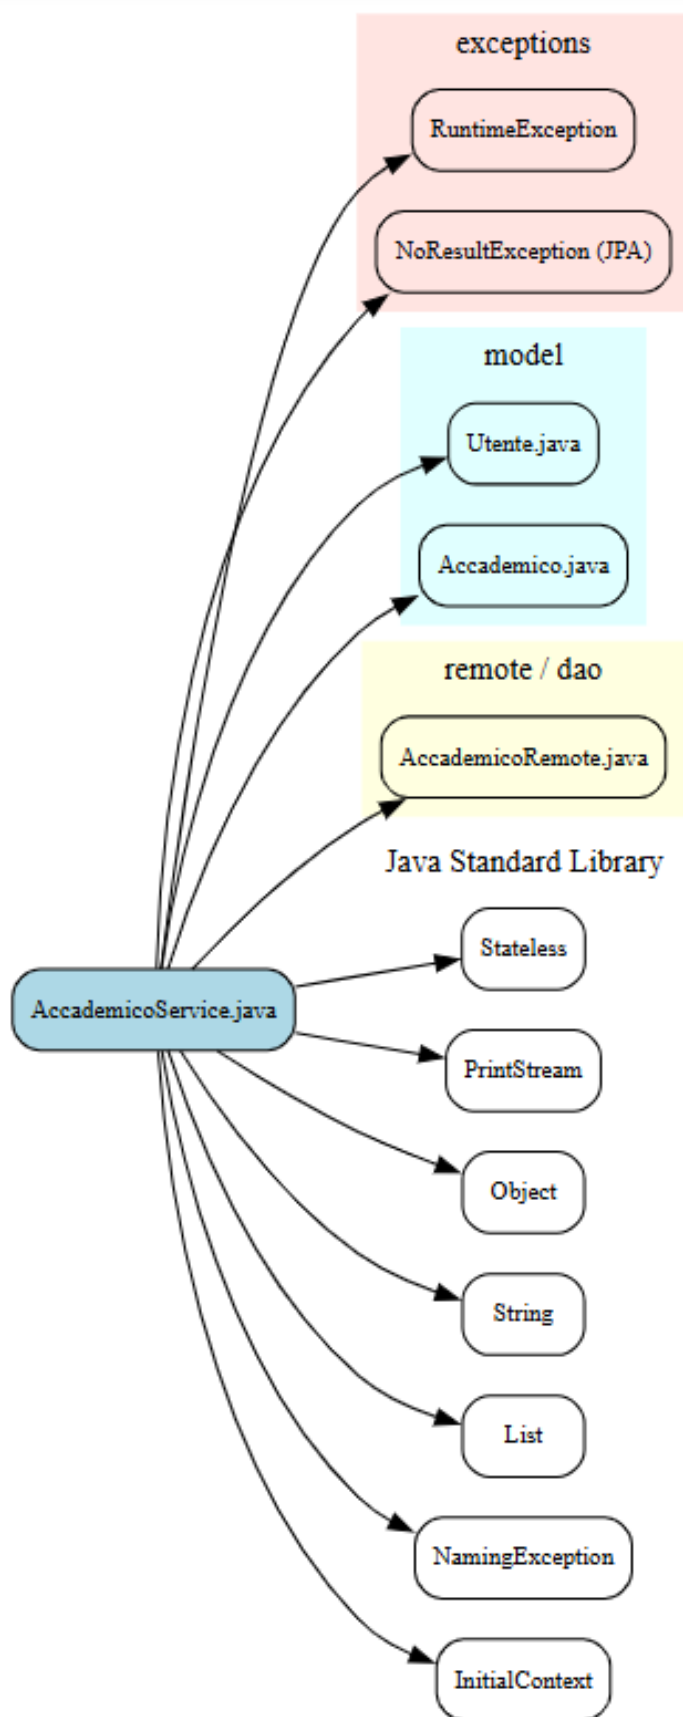 exceptions
RuntimeException
NoResultException (JPA)
model
Utente.java
Accademico.java
remote / dao
AccademicoRemote.java
Java Standard Library
Stateless
AccademicoService.java
PrintStream
Object
String
List
NamingException
InitialContext